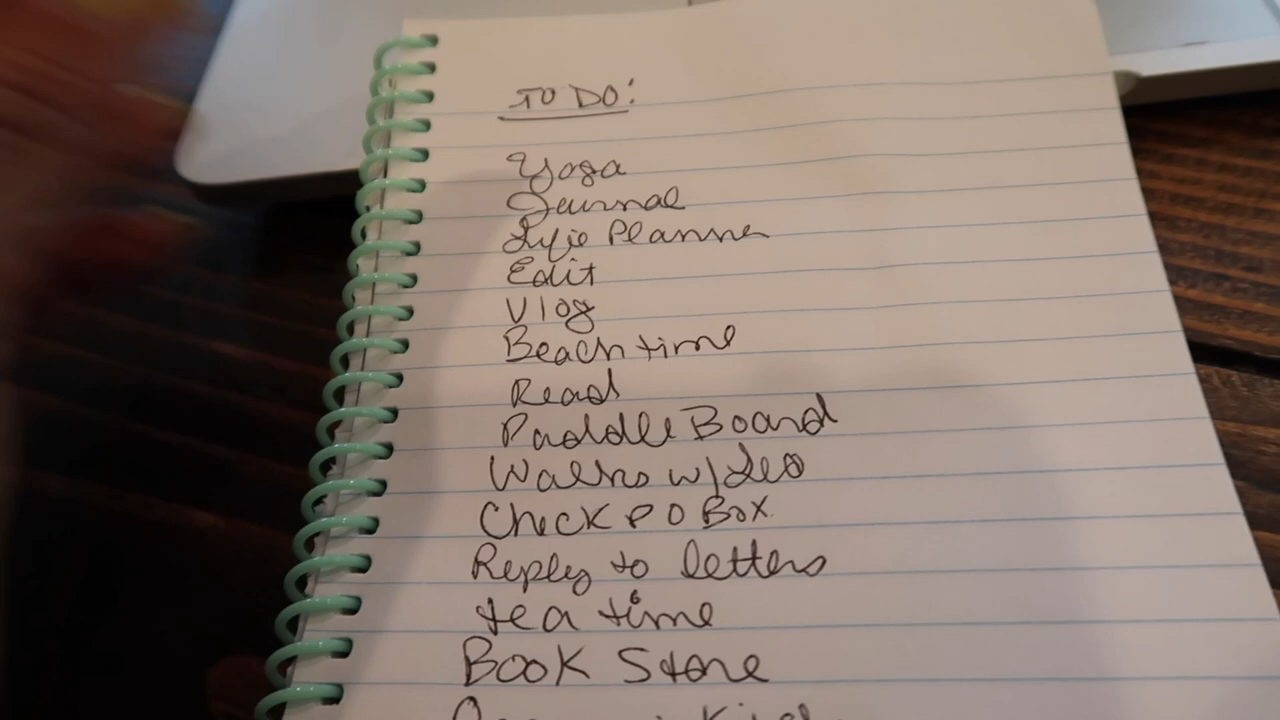 TO DO:
Yoga
Journal
Life Planner
Edit
Vlog
Beach time
Read
Paddle Board
Walks w/ Leo
Check P O Box
Reply to letters
tea time
Book Store